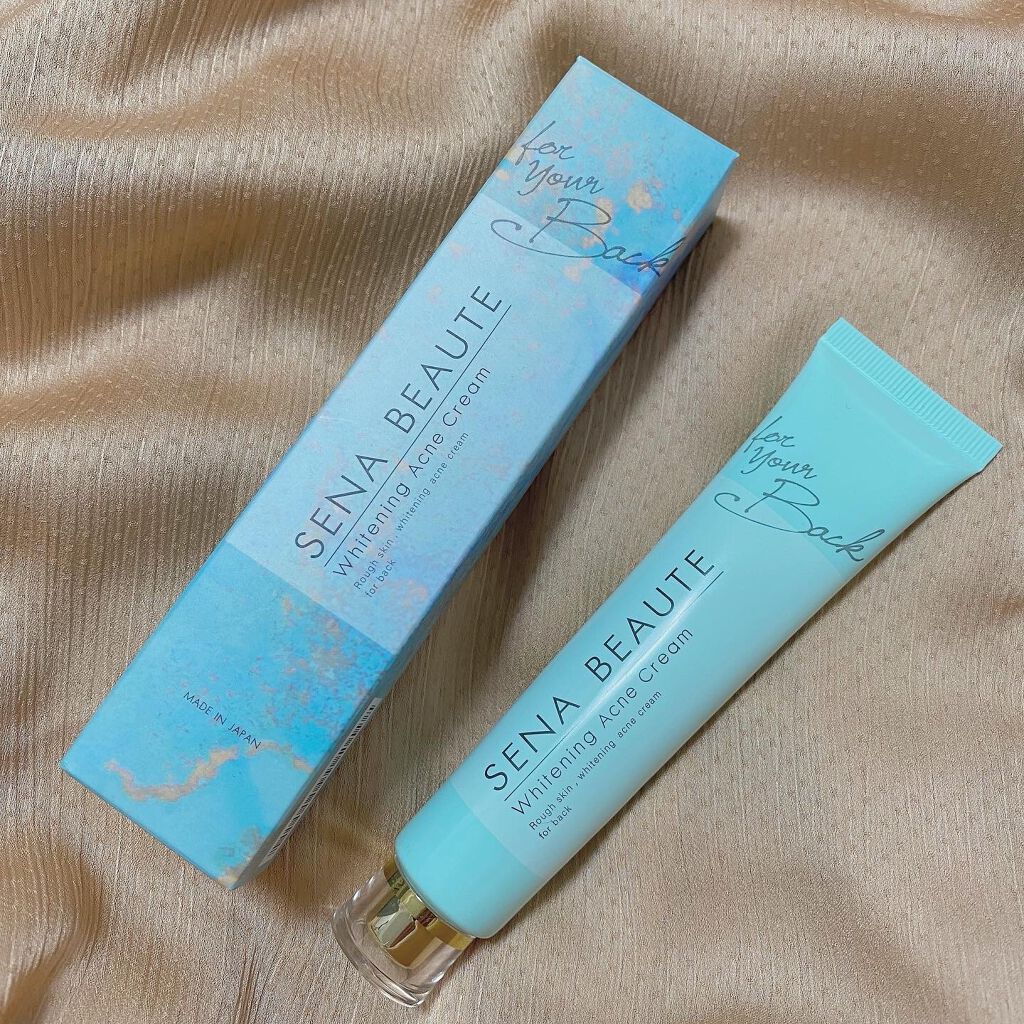 for
Your
Back
SENA BEAUTE
Whitening Acne Cream
Rough skin , whitening acne cream
for back
MADE IN JAPAN
for
Your
Back
SENA BEAUTE
Whitening Acne Cream
Rough skin , whitening acne cream
for back